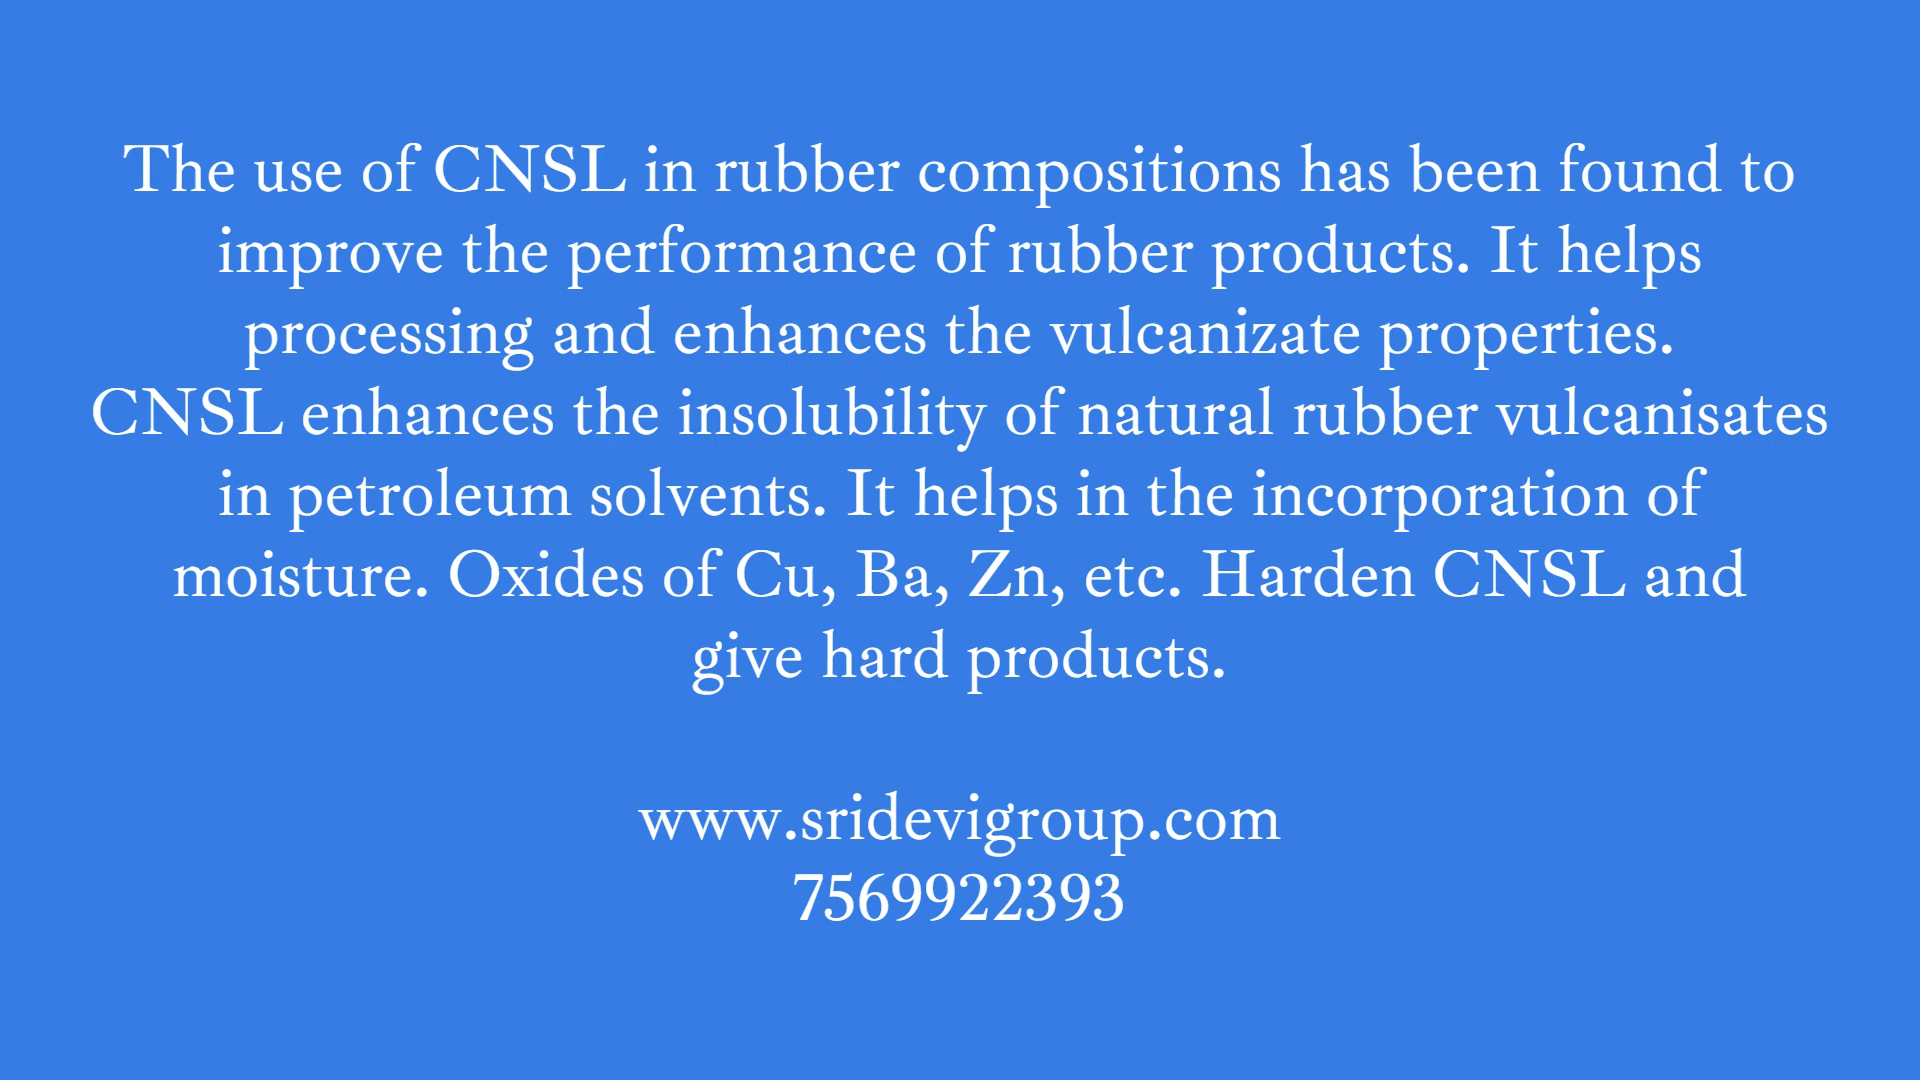 The use of CNSL in rubber compositions has been found to
improve the performance of rubber products. It helps
processing and enhances the vulcanizate properties.
CNSL enhances the insolubility of natural rubber vulcanisates
in petroleum solvents. It helps in the incorporation of
moisture. Oxides of Cu, Ba, Zn, etc. Harden CNSL and
give hard products.
www.sridevigroup.com
7569922393